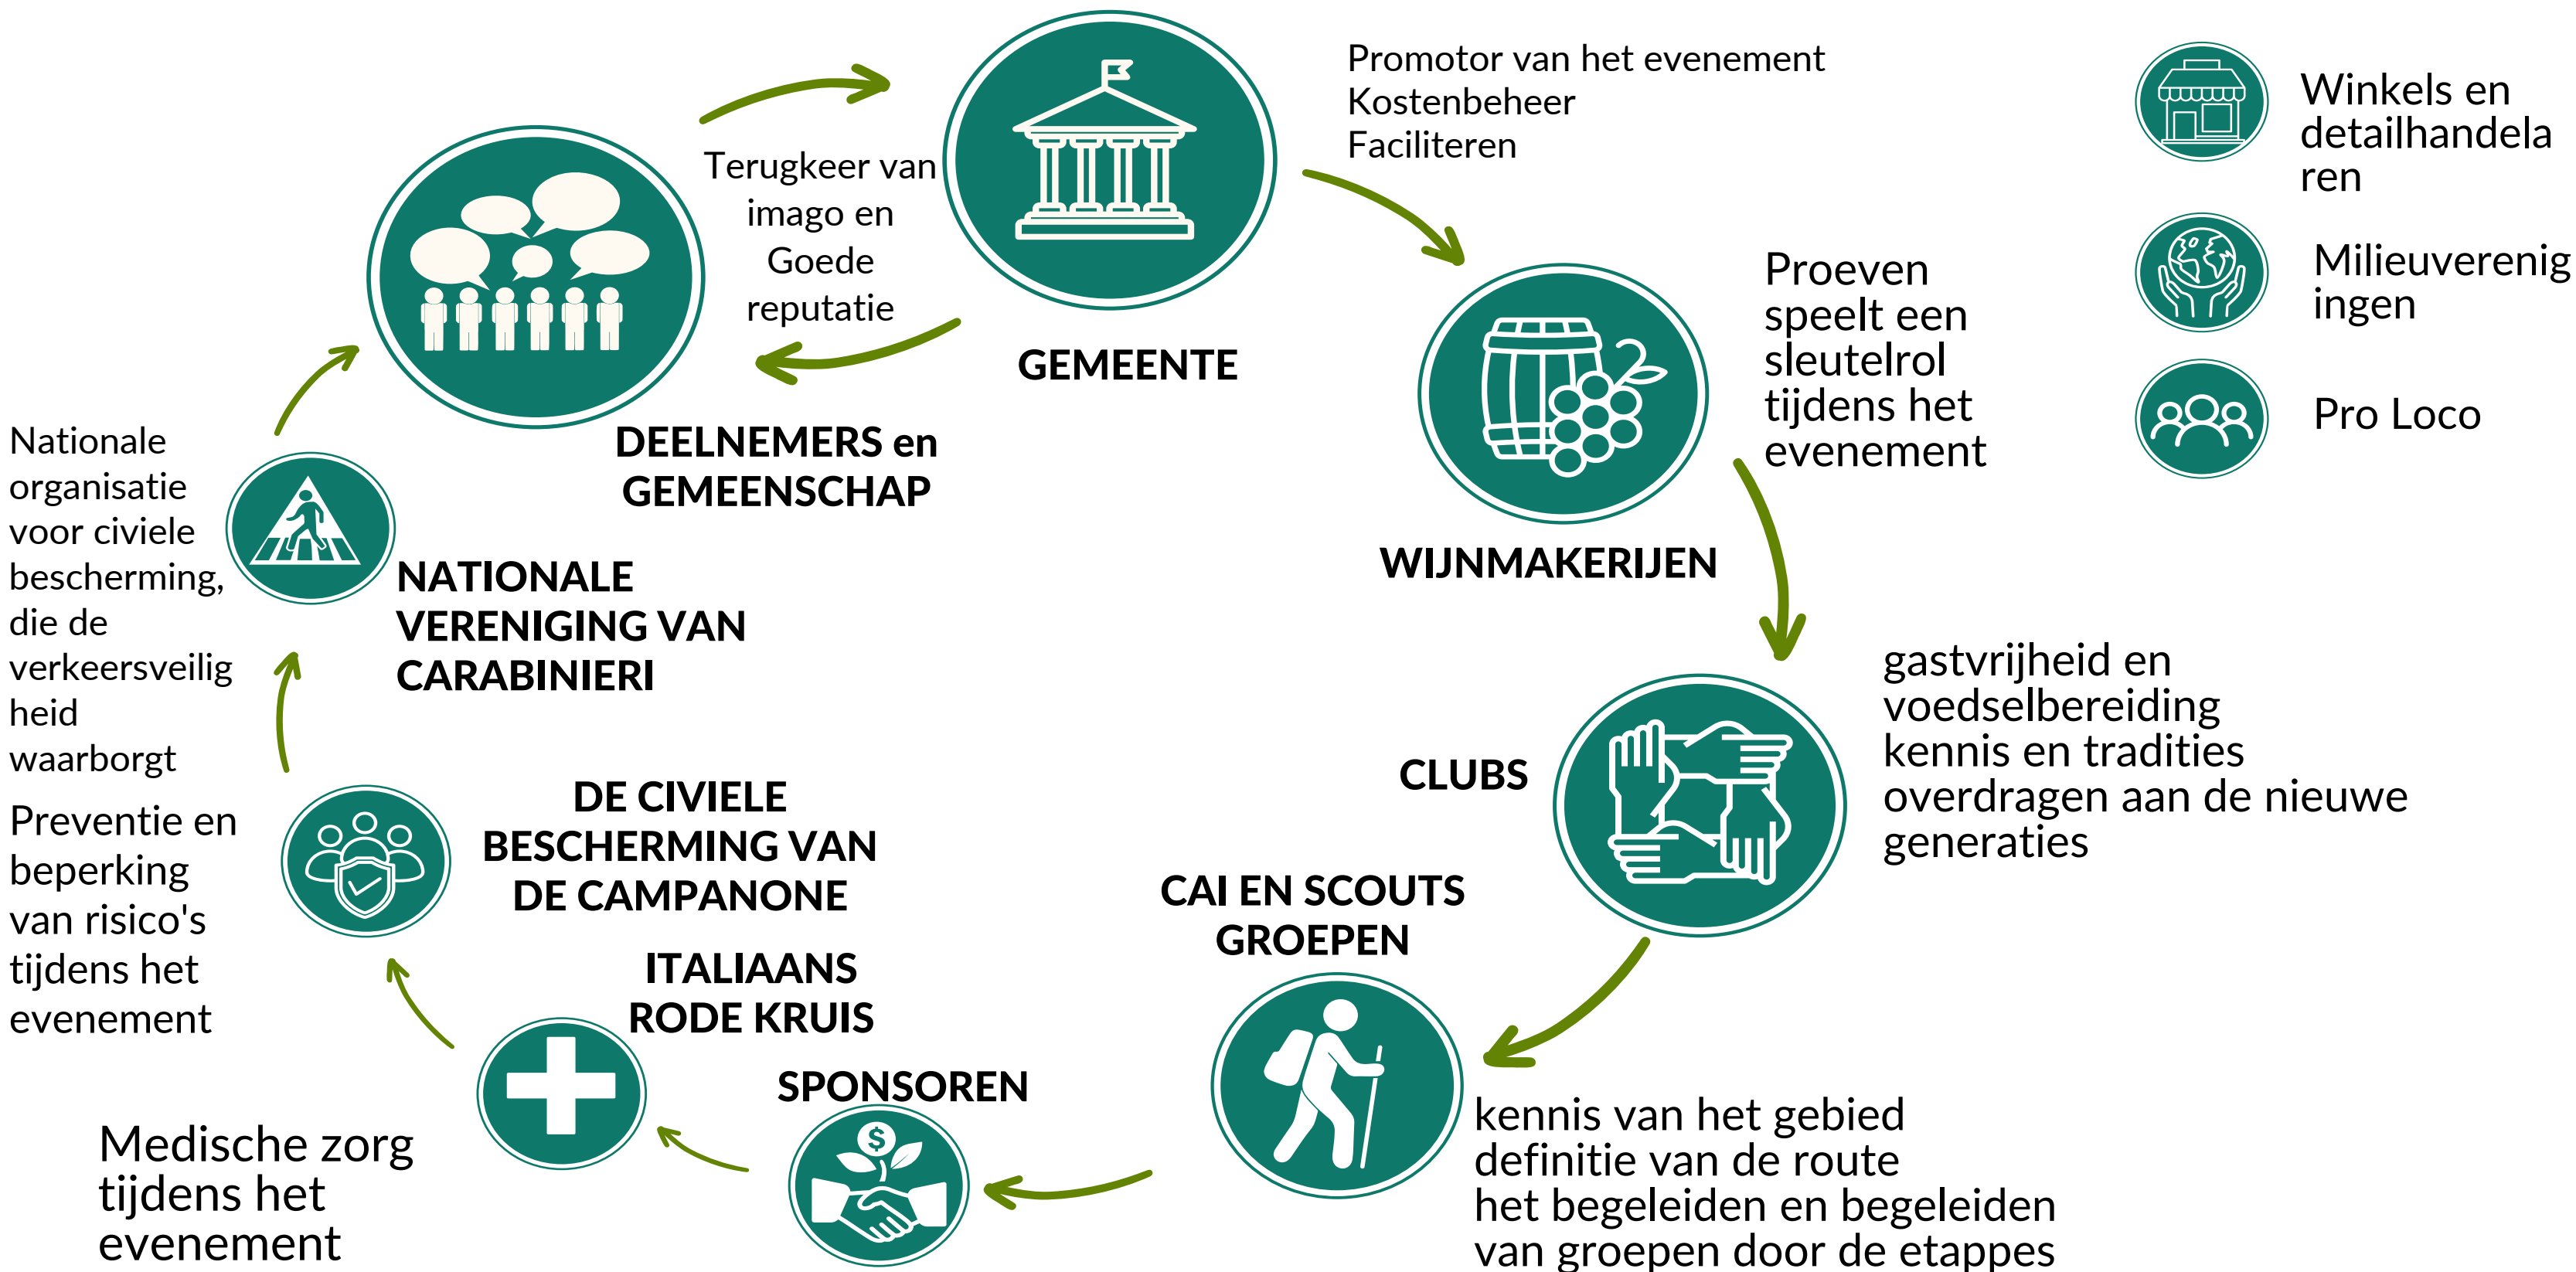 Promotor van het evenement
Kostenbeheer
Faciliteren
Terugkeer van
imago en
Goede
reputatie
GEMEENTE
DEELNEMERS en
GEMEENSCHAP
Winkels en
detailhandela
ren
Milieuverenig
ingen
Pro Loco
Proeven
speelt een
sleutelrol
tijdens het
evenement
WIJNMAKERIJEN
Nationale
organisatie
voor civiele
bescherming,
die de
verkeersveilig
heid
waarborgt
NATIONALE
VERENIGING VAN
CARABINIERI
gastvrijheid en
voedselbereiding
kennis en tradities
overdragen aan de nieuwe
generaties
CLUBS
Preventie en
beperking
van risico's
tijdens het
evenement
DE CIVIELE
BESCHERMING VAN
DE CAMPANONE
CAI EN SCOUTS
GROEPEN
ITALIAANS
RODE KRUIS
SPONSOREN
$
Medische zorg
tijdens het
evenement
kennis van het gebied
definitie van de route
het begeleiden en begeleiden
van groepen door de etappes